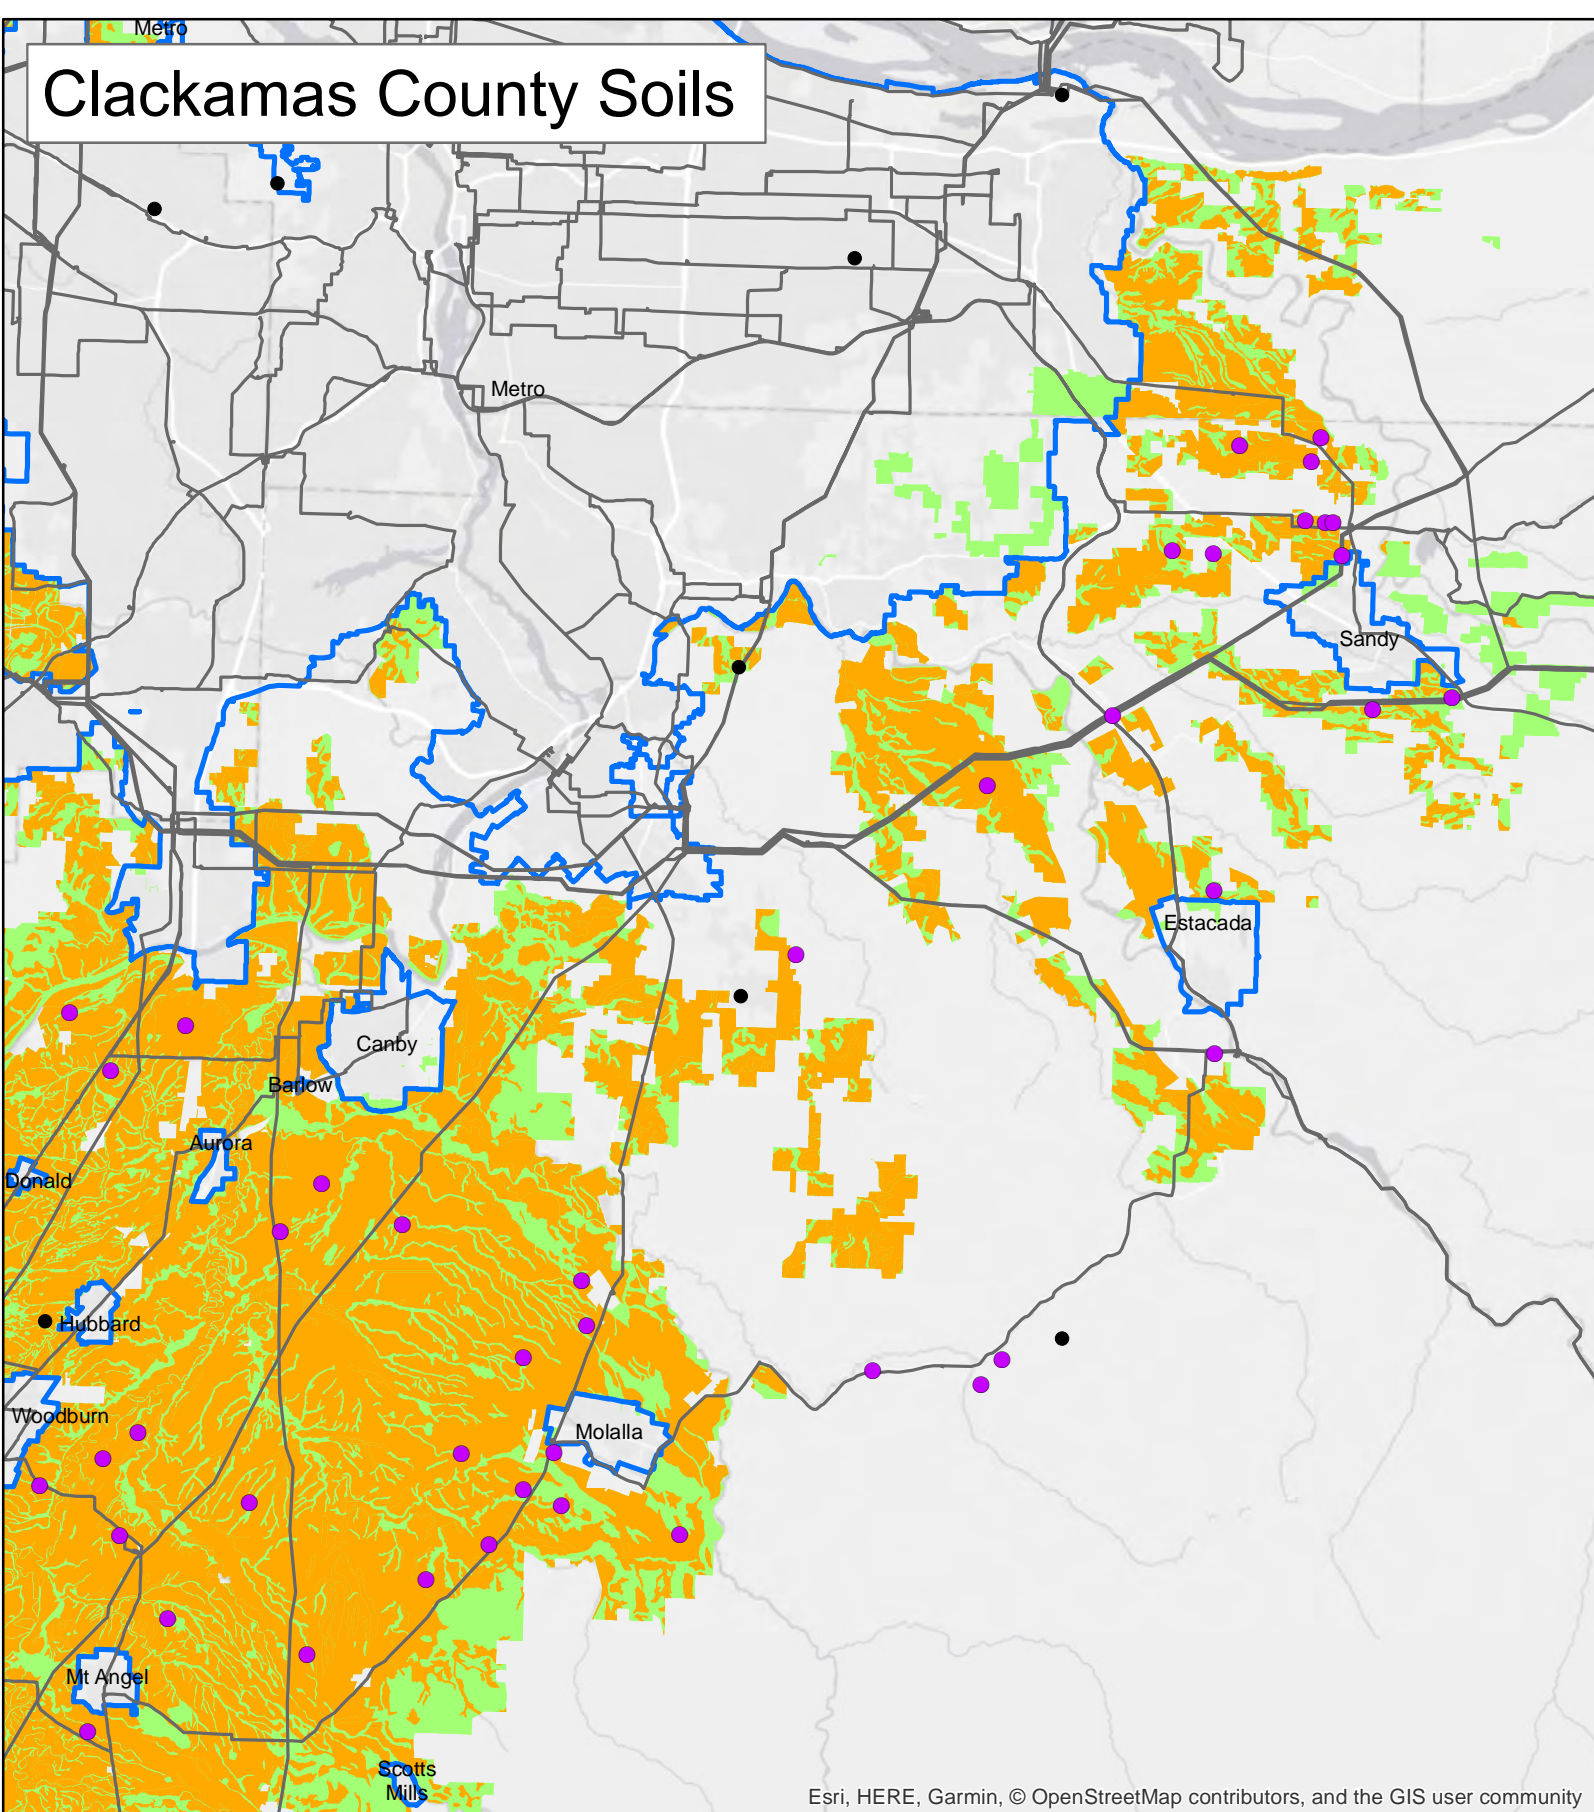 Metro
Clackamas County Soils
Metro
Sandy
Estacada
Canby
Barlow
Aurora
Donald
Hubbard
Woodburn
Molalla
Mt Angel
Scotts
Mills
Esri, HERE, Garmin, © OpenStreetMap contributors, and the GIS user community